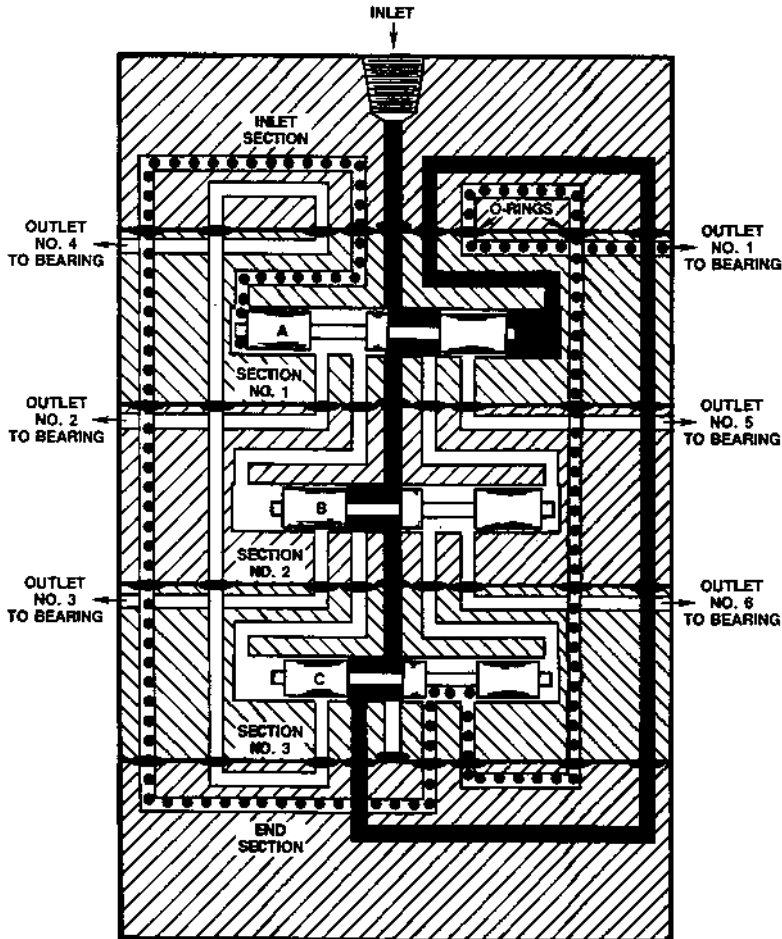 INLET
INLET
SECTION
O-RINGS
OUTLET
NO. 4
TO BEARING
OUTLET
NO. 1
TO BEARING
A
SECTION
NO. 1
OUTLET
NO. 2
TO BEARING
OUTLET
NO. 5
TO BEARING
B
SECTION
NO. 2
OUTLET
NO. 3
TO BEARING
OUTLET
NO. 6
TO BEARING
C
SECTION
NO. 3
END
SECTION